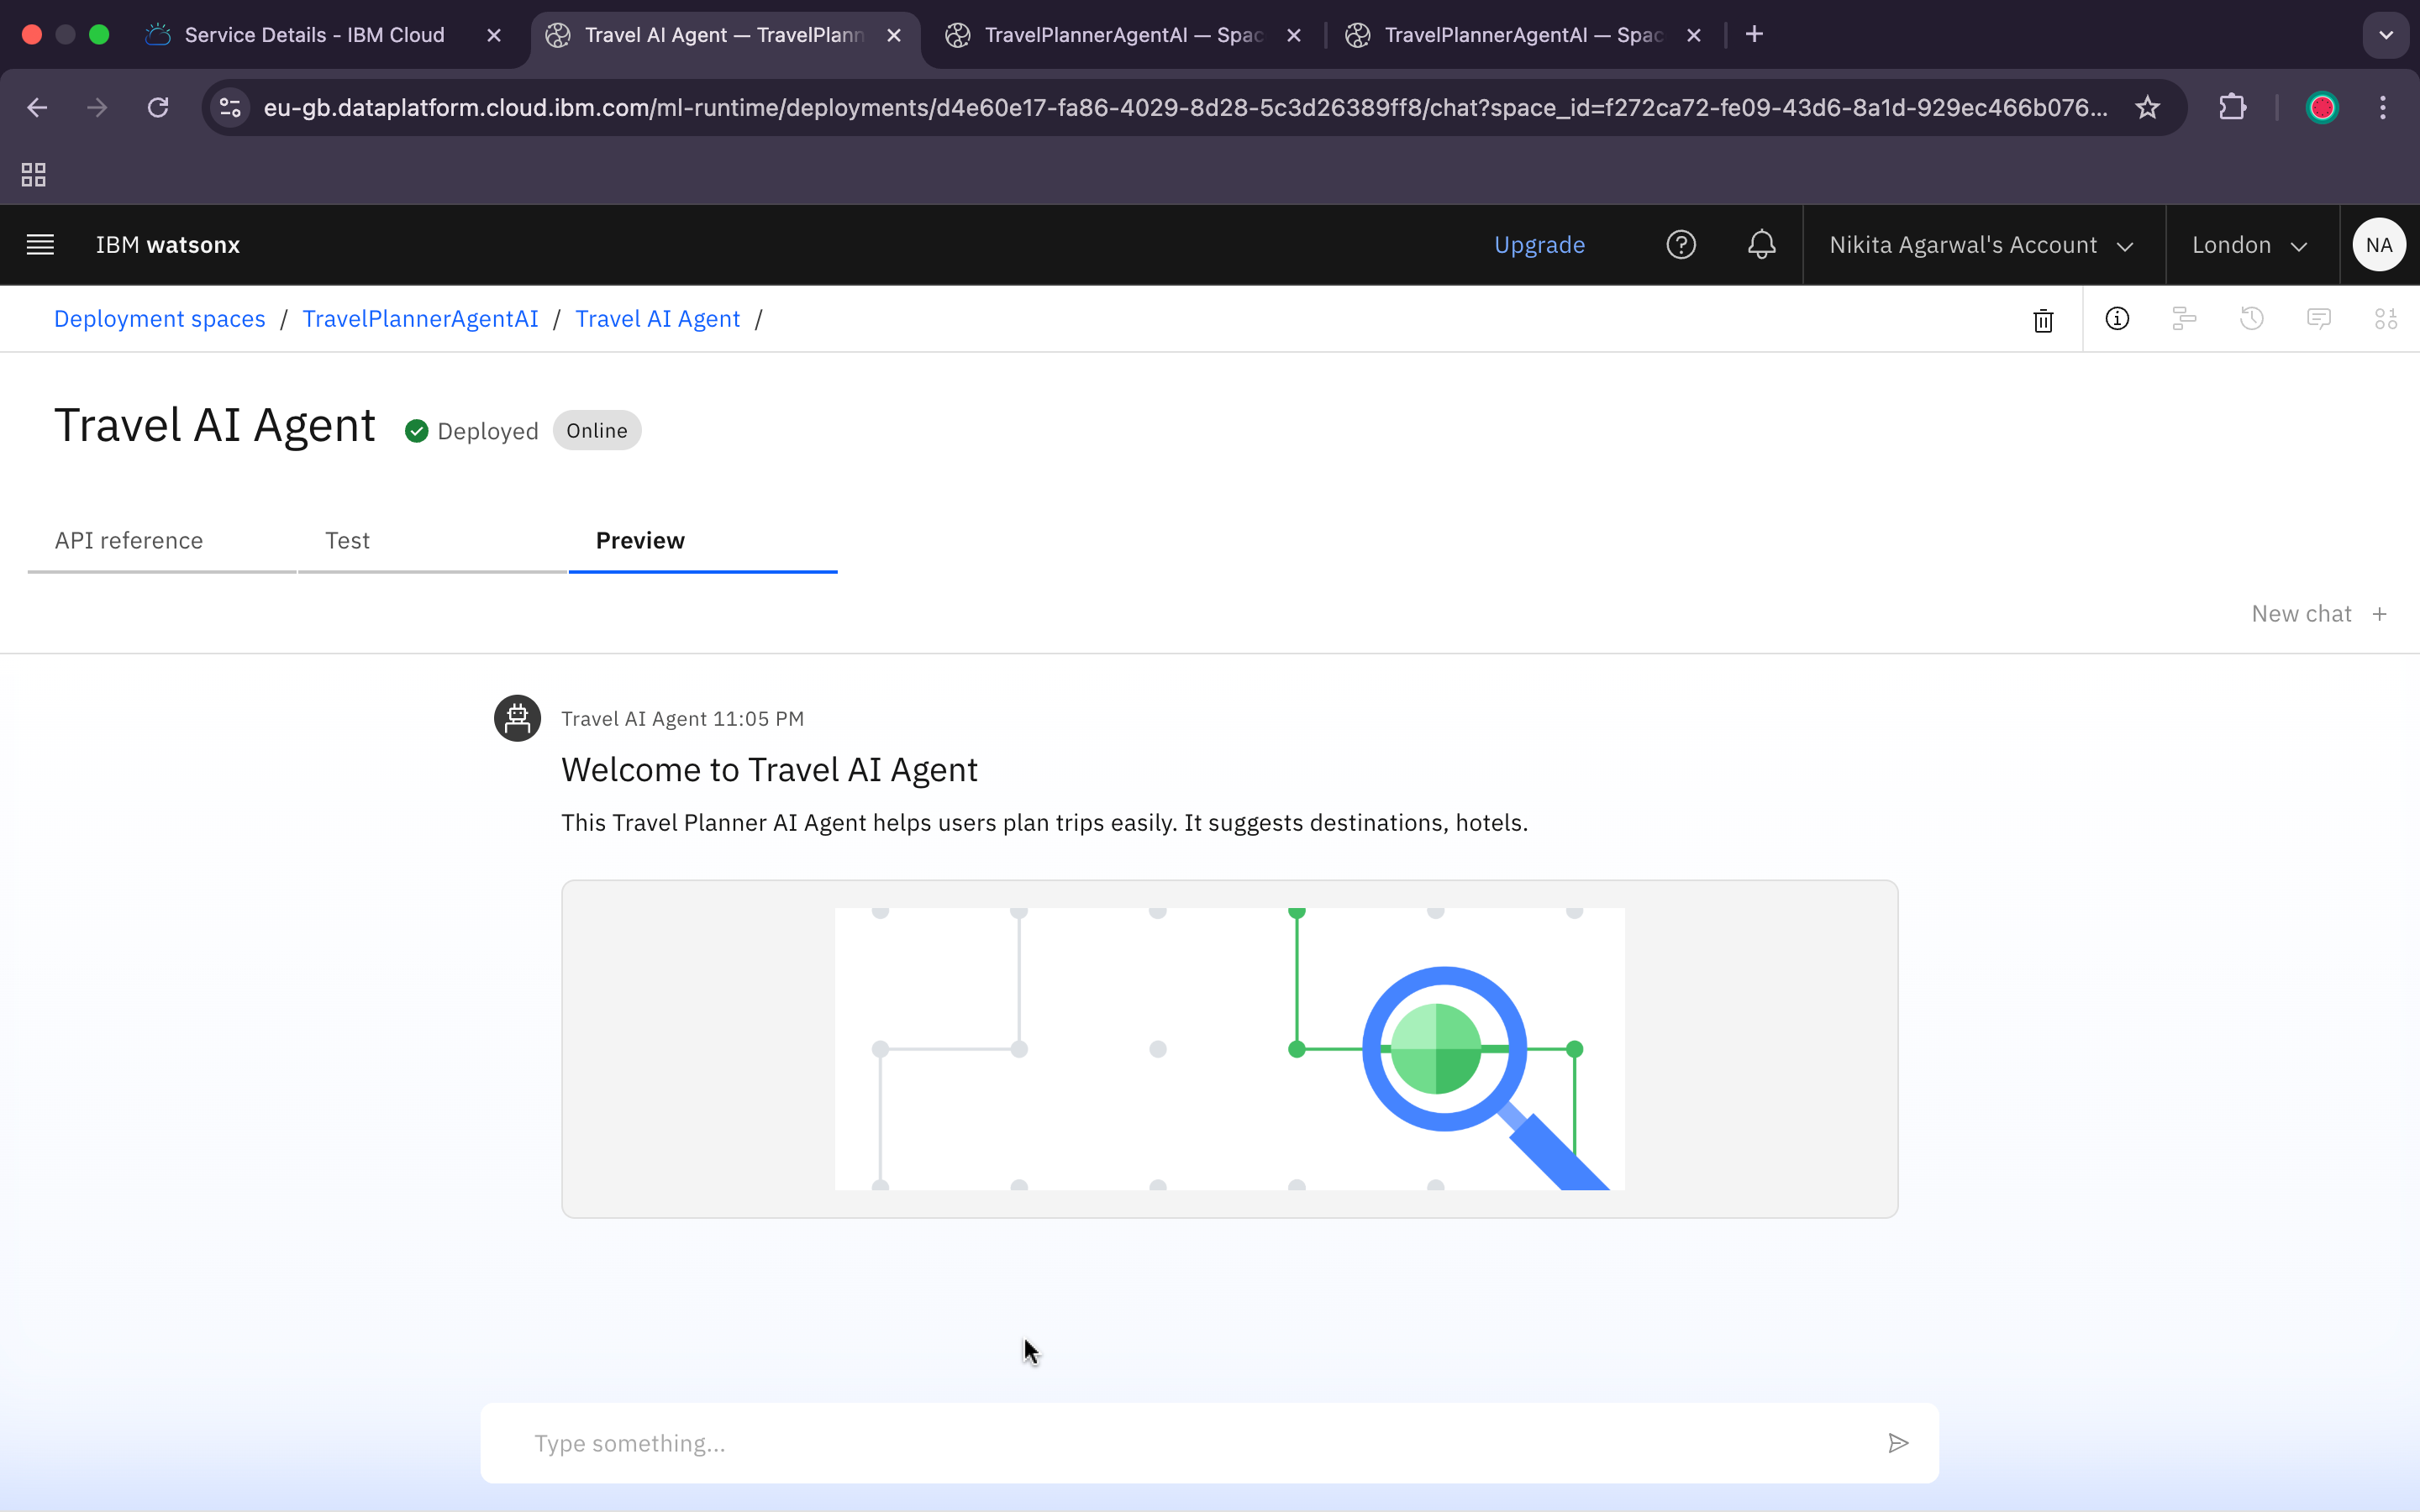 Service Details - IBM Cloud
Travel AI Agent — TravelPlann
TravelPlannerAgentAI — Spac
TravelPlannerAgentAI — Spac
eu-gb.dataplatform.cloud.ibm.com/ml-runtime/deployments/d4e60e17-fa86-4029-8d28-5c3d26389ff8/chat?space_id=f272ca72-fe09-43d6-8a1d-929ec466b076...
IBM watsonx
Upgrade
Nikita Agarwal's Account
London
NA
Deployment spaces / TravelPlannerAgentAI / Travel AI Agent /
Travel AI Agent
Deployed
Online
API reference
Test
Preview
New chat +
Travel AI Agent 11:05 PM
Welcome to Travel AI Agent
This Travel Planner AI Agent helps users plan trips easily. It suggests destinations, hotels.
Type something...